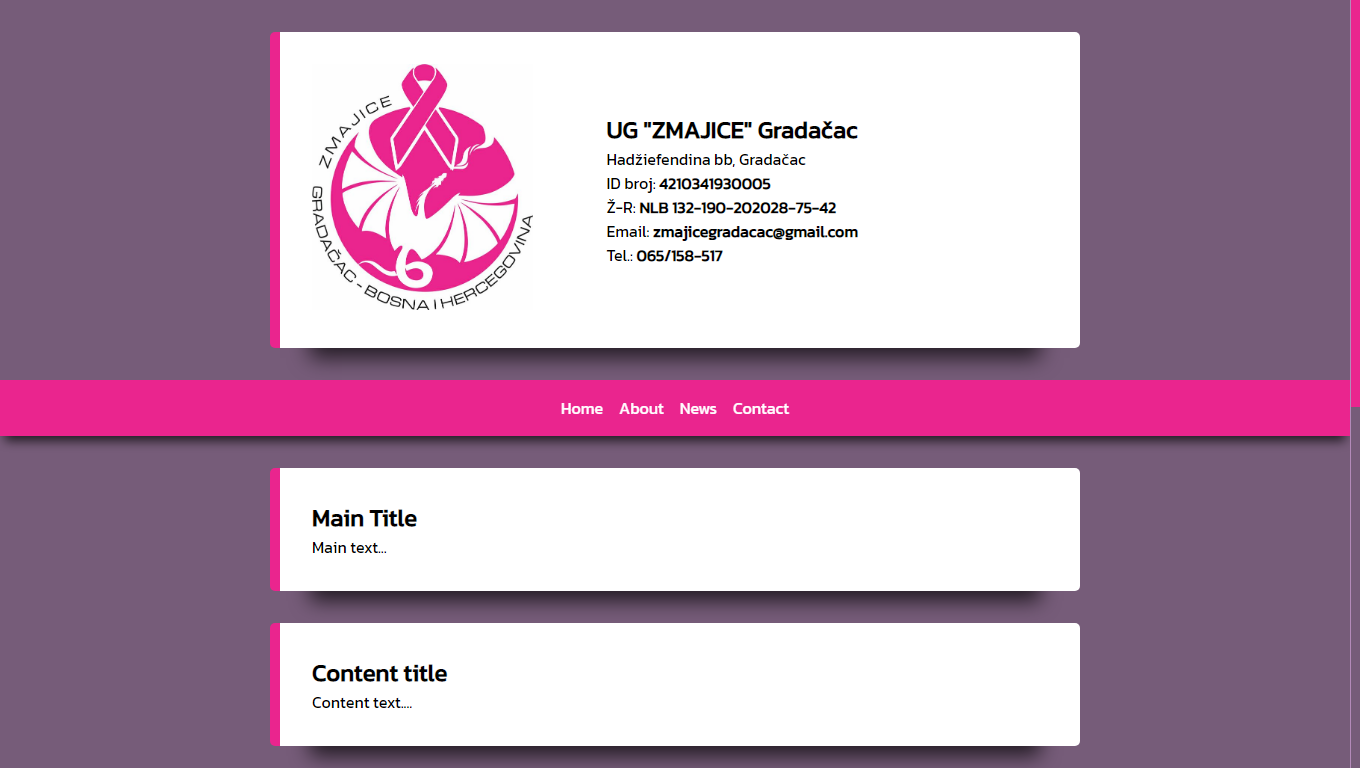 ZMAJICE
GRADAČAC - BOSNA I HERCEGOVINA
6
UG "ZMAJICE" Gradačac
Hadžiefendina bb, Gradačac
ID broj: 4210341930005
Ž-R: NLB 132-190-202028-75-42
Email: zmajicegradacac@gmail.com
Tel.: 065/158-517
Home About News Contact
Main Title
Main text...
Content title
Content text....